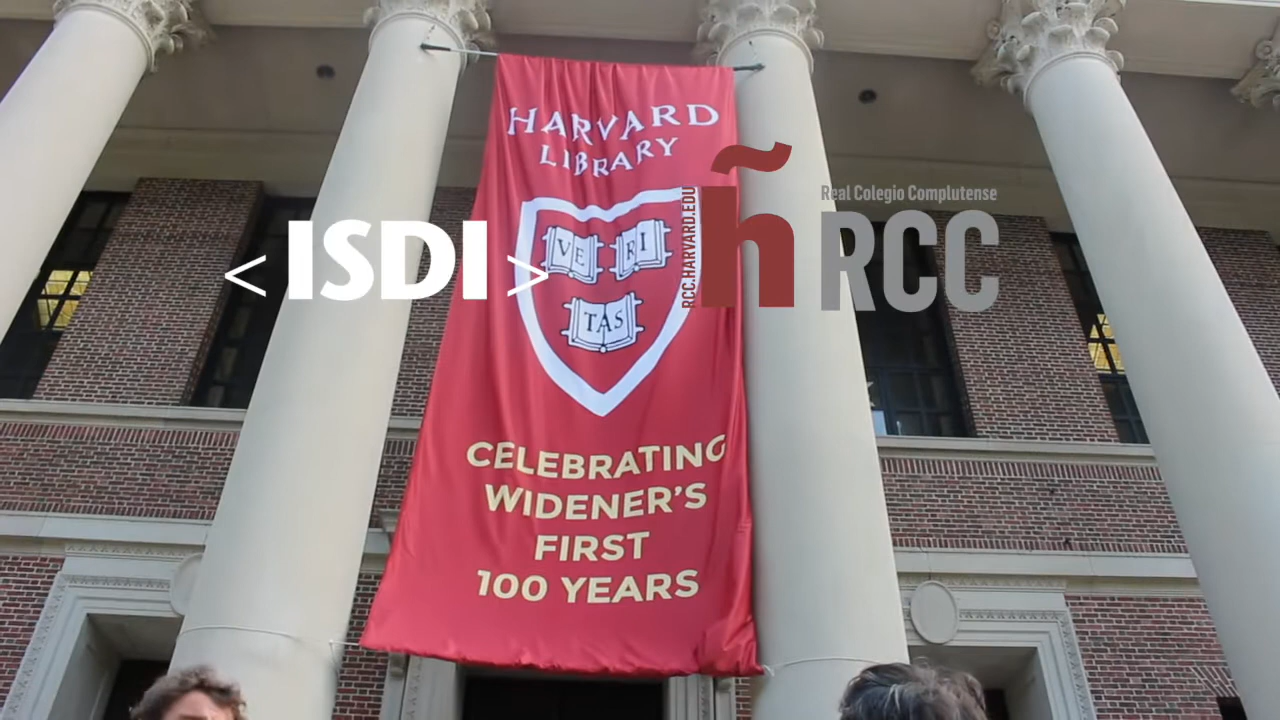 HARVARD
LIBRARY
VE RI
TAS
CELEBRATING
WIDENER'S
FIRST
100 YEARS
<ISDI>
RCC.HARVARD.EDU
ñ
Real Colegio Complutense
RCC